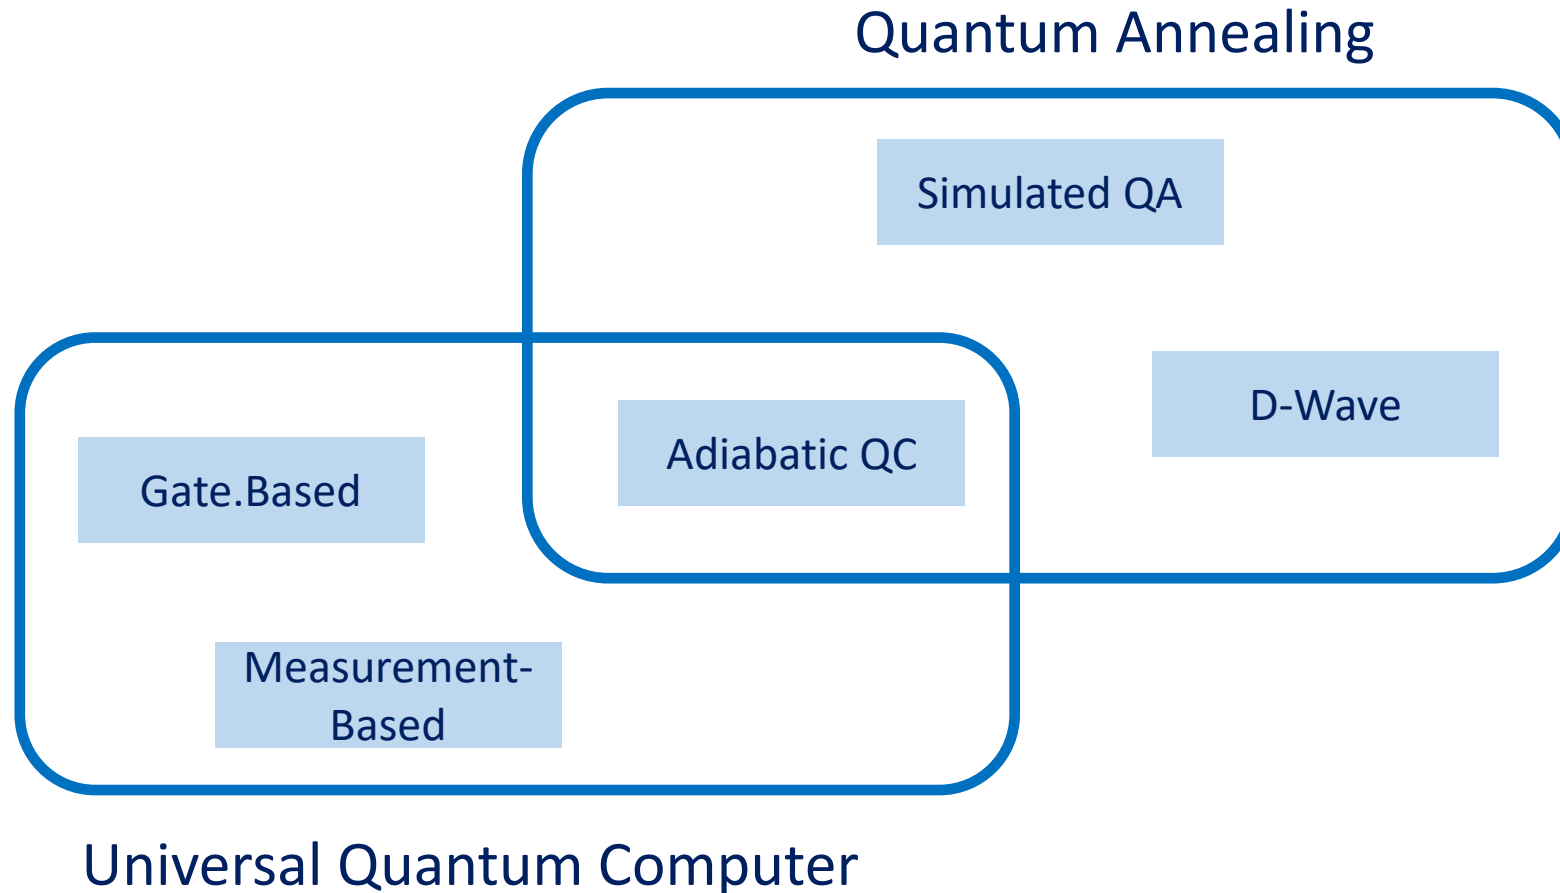 Quantum Annealing
Simulated QA
D-Wave
Adiabatic QC
Gate.Based
Measurement-
Based
Universal Quantum Computer